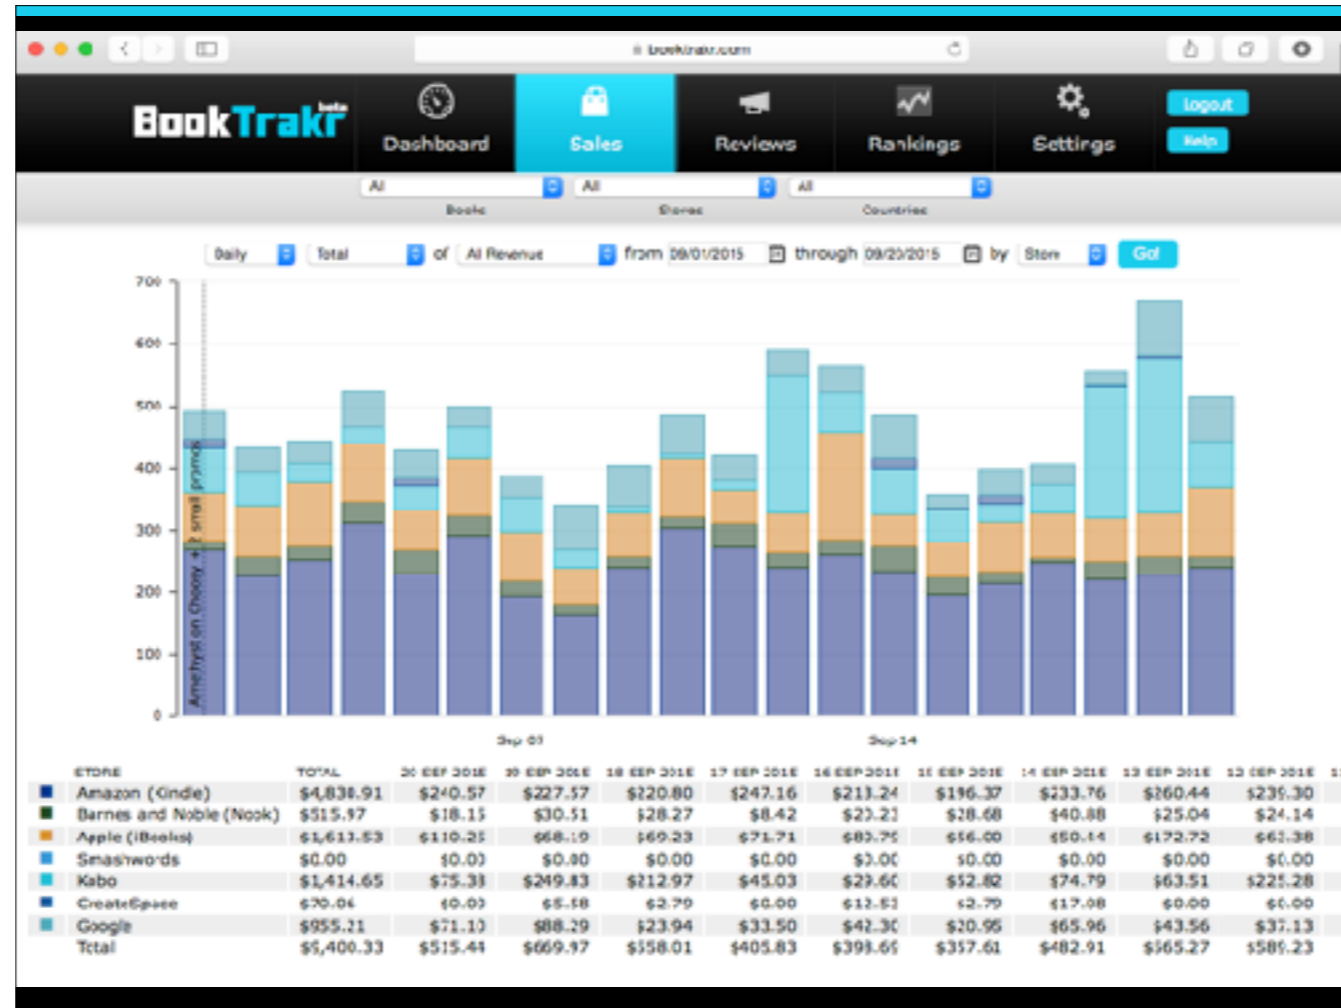 booktrakr.com
BookTrakr beta
Dashboard Sales Reviews Rankings Settings Logout Help
All All All
Books Stores Countries
Daily Total of All Revenue from 09/01/2015 through 09/20/2015 by Store Go!
700
600
500
400
300
200
100
0
Amethyst on Choosy + 2 small promos
Sep 07 Sep 14
STORE TOTAL 20 SEP 2015 19 SEP 2015 18 SEP 2015 17 SEP 2015 16 SEP 2015 15 SEP 2015 14 SEP 2015 13 SEP 2015 12 SEP 2015
Amazon (Kindle) $4,830.91 $240.57 $227.57 $220.80 $247.16 $213.24 $196.37 $233.76 $260.44 $239.30
Barnes and Noble (Nook) $515.97 $18.15 $30.51 $28.27 $8.42 $28.68 $40.88 $25.04 $24.14
Apple (iBooks) $1,613.53 $110.25 $68.19 $69.23 $71.71 $56.00 $50.44 $172.72 $63.38
Smashwords $0.00 $0.00 $0.00 $0.00 $0.00 $0.00 $0.00 $0.00 $0.00 $0.00
Kobo $1,414.65 $75.38 $249.83 $212.97 $45.03 $29.60 $52.82 $74.79 $63.51 $225.28
CreateSpace $70.06 $0.00 $5.58 $2.79 $0.00 $12.53 $2.79 $17.08 $0.00 $0.00
Google $955.21 $71.10 $88.29 $23.94 $33.50 $42.30 $20.95 $65.96 $43.56 $37.13
Total $9,400.33 $515.44 $669.97 $558.01 $405.83 $398.69 $357.61 $482.91 $565.27 $589.23